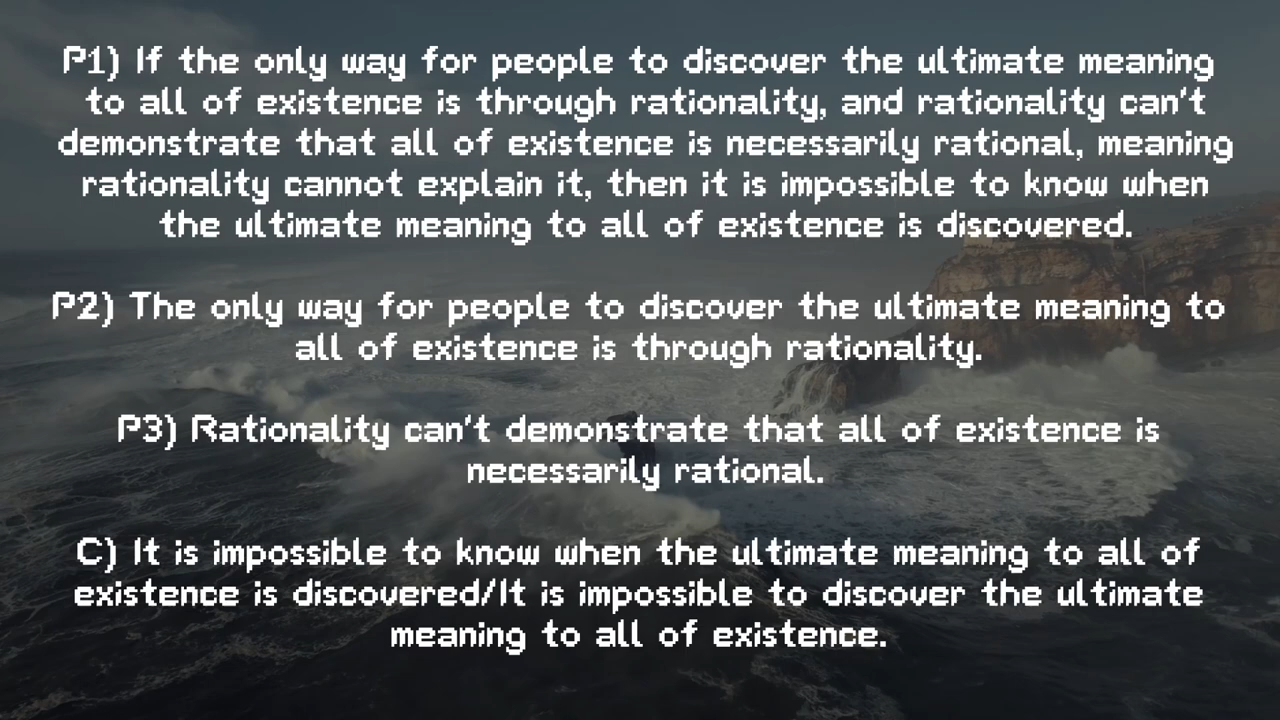 P1) If the only way for people to discover the ultimate meaning
to all of existence is through rationality, and rationality can't
demonstrate that all of existence is necessarily rational, meaning
rationality cannot explain it, then it is impossible to know when
the ultimate meaning to all of existence is discovered.
P2) The only way for people to discover the ultimate meaning to
all of existence is through rationality.
P3) Rationality can't demonstrate that all of existence is
necessarily rational.
C) It is impossible to know when the ultimate meaning to all of
existence is discovered/It is impossible to discover the ultimate
meaning to all of existence.